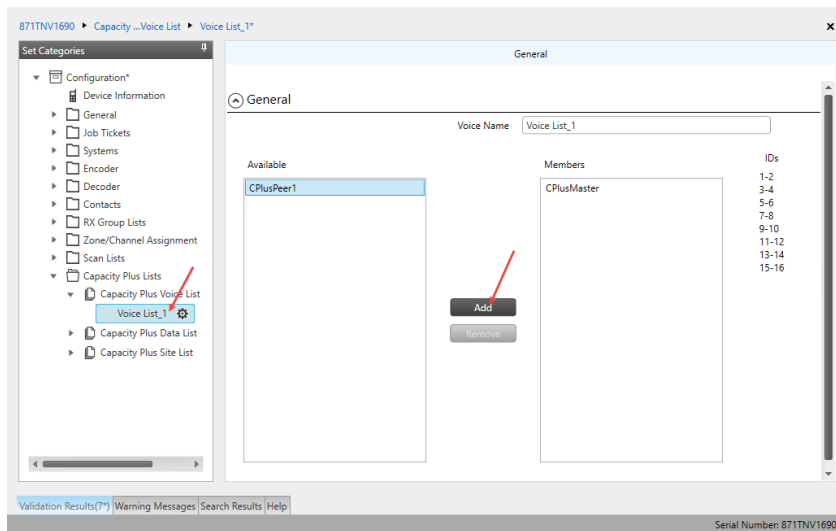 871TNV1690 Capacity ...Voice List Voice List_1*
Set Categories
Configuration*
Device Information
General
Job Tickets
Systems
Encoder
Decoder
Contacts
RX Group Lists
Zone/Channel Assignment
Scan Lists
Capacity Plus Lists
Capacity Plus Voice List
Voice List_1
Capacity Plus Data List
Capacity Plus Site List
General
General
Voice Name Voice List_1
Available
CPlusPeer1
Add
Remove
Members
CPlusMaster
IDs
1-2
3-4
5-6
7-8
9-10
11-12
13-14
15-16
Validation Results(7*) Warning Messages Search Results Help
Serial Number: 871TNV1690